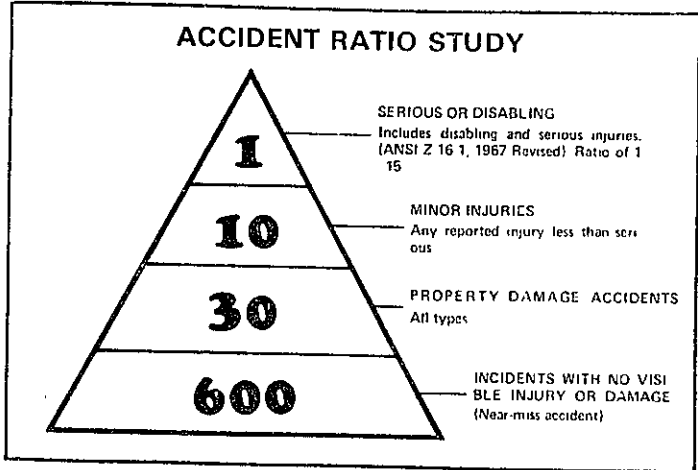 ACCIDENT RATIO STUDY
1
SERIOUS OR DISABLING
Includes disabling and serious injuries.
(ANSI Z 16 1, 1967 Revised) Ratio of 1
15
10
MINOR INJURIES
Any reported injury less than seri
ous
30
PROPERTY DAMAGE ACCIDENTS
All types
600
INCIDENTS WITH NO VISI
BLE INJURY OR DAMAGE
(Near-miss accident)